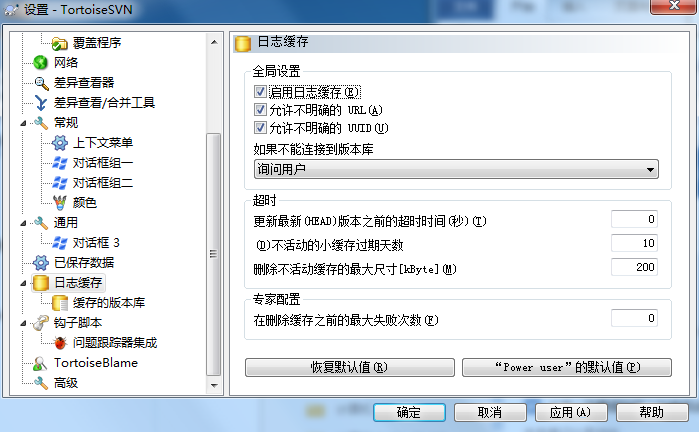 设置 - TortoiseSVN
覆盖程序
网络
差异查看器
差异查看/合并工具
常规
上下文菜单
对话框组一
对话框组二
颜色
通用
对话框 3
已保存数据
日志缓存
缓存的版本库
钩子脚本
问题跟踪器集成
TortoiseBlame
高级
日志缓存
全局设置
启用日志缓存(E)
允许不明确的 URL(A)
允许不明确的 UUID(U)
如果不能连接到版本库
询问用户
超时
更新最新(HEAD)版本之前的超时时间(秒)(T) 0
(D)不活动的小缓存过期天数 10
删除不活动缓存的最大尺寸[kByte](M) 200
专家配置
在删除缓存之前的最大失败次数(F) 0
恢复默认值(R) “Power user”的默认值(P)
确定 取消 应用(A) 帮助